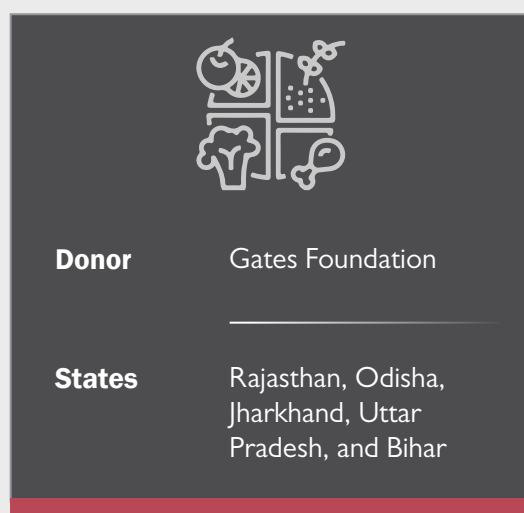 Donor Gates Foundation
States Rajasthan, Odisha,
Jharkhand, Uttar
Pradesh, and Bihar